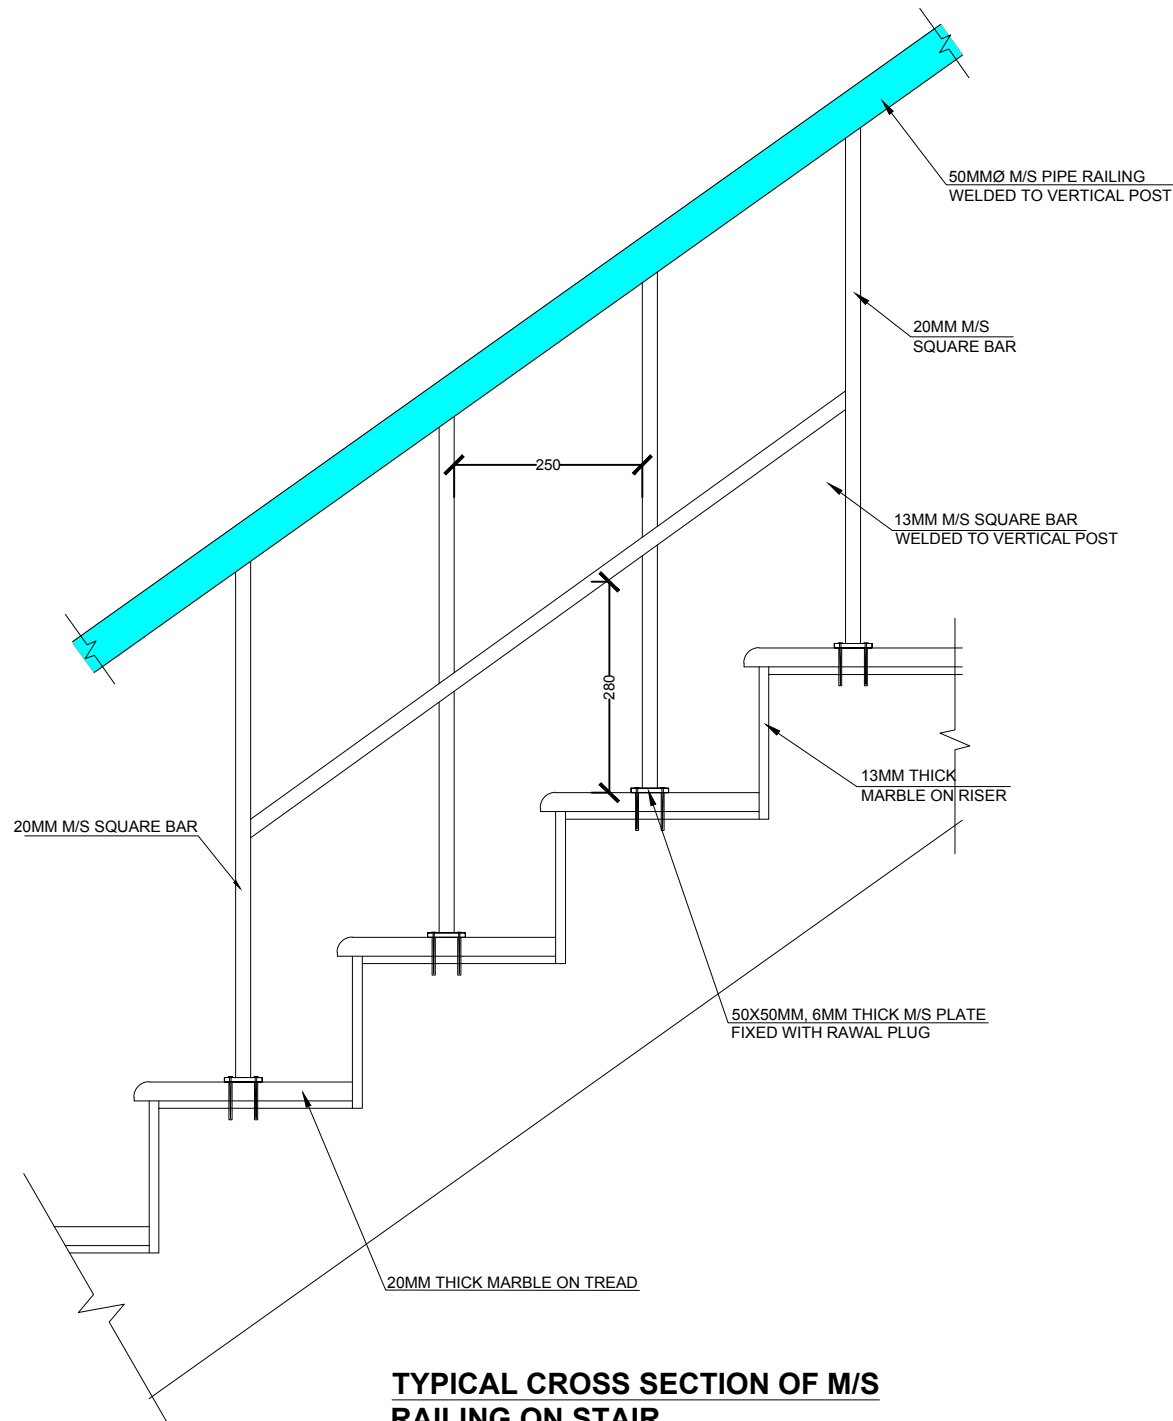 50MMØ M/S PIPE RAILING
WELDED TO VERTICAL POST
20MM M/S
SQUARE BAR
250
13MM M/S SQUARE BAR
WELDED TO VERTICAL POST
280
13MM THICK
MARBLE ON RISER
20MM M/S SQUARE BAR
50X50MM, 6MM THICK M/S PLATE
FIXED WITH RAWAL PLUG
20MM THICK MARBLE ON TREAD
TYPICAL CROSS SECTION OF M/S
RAILING ON STAIR